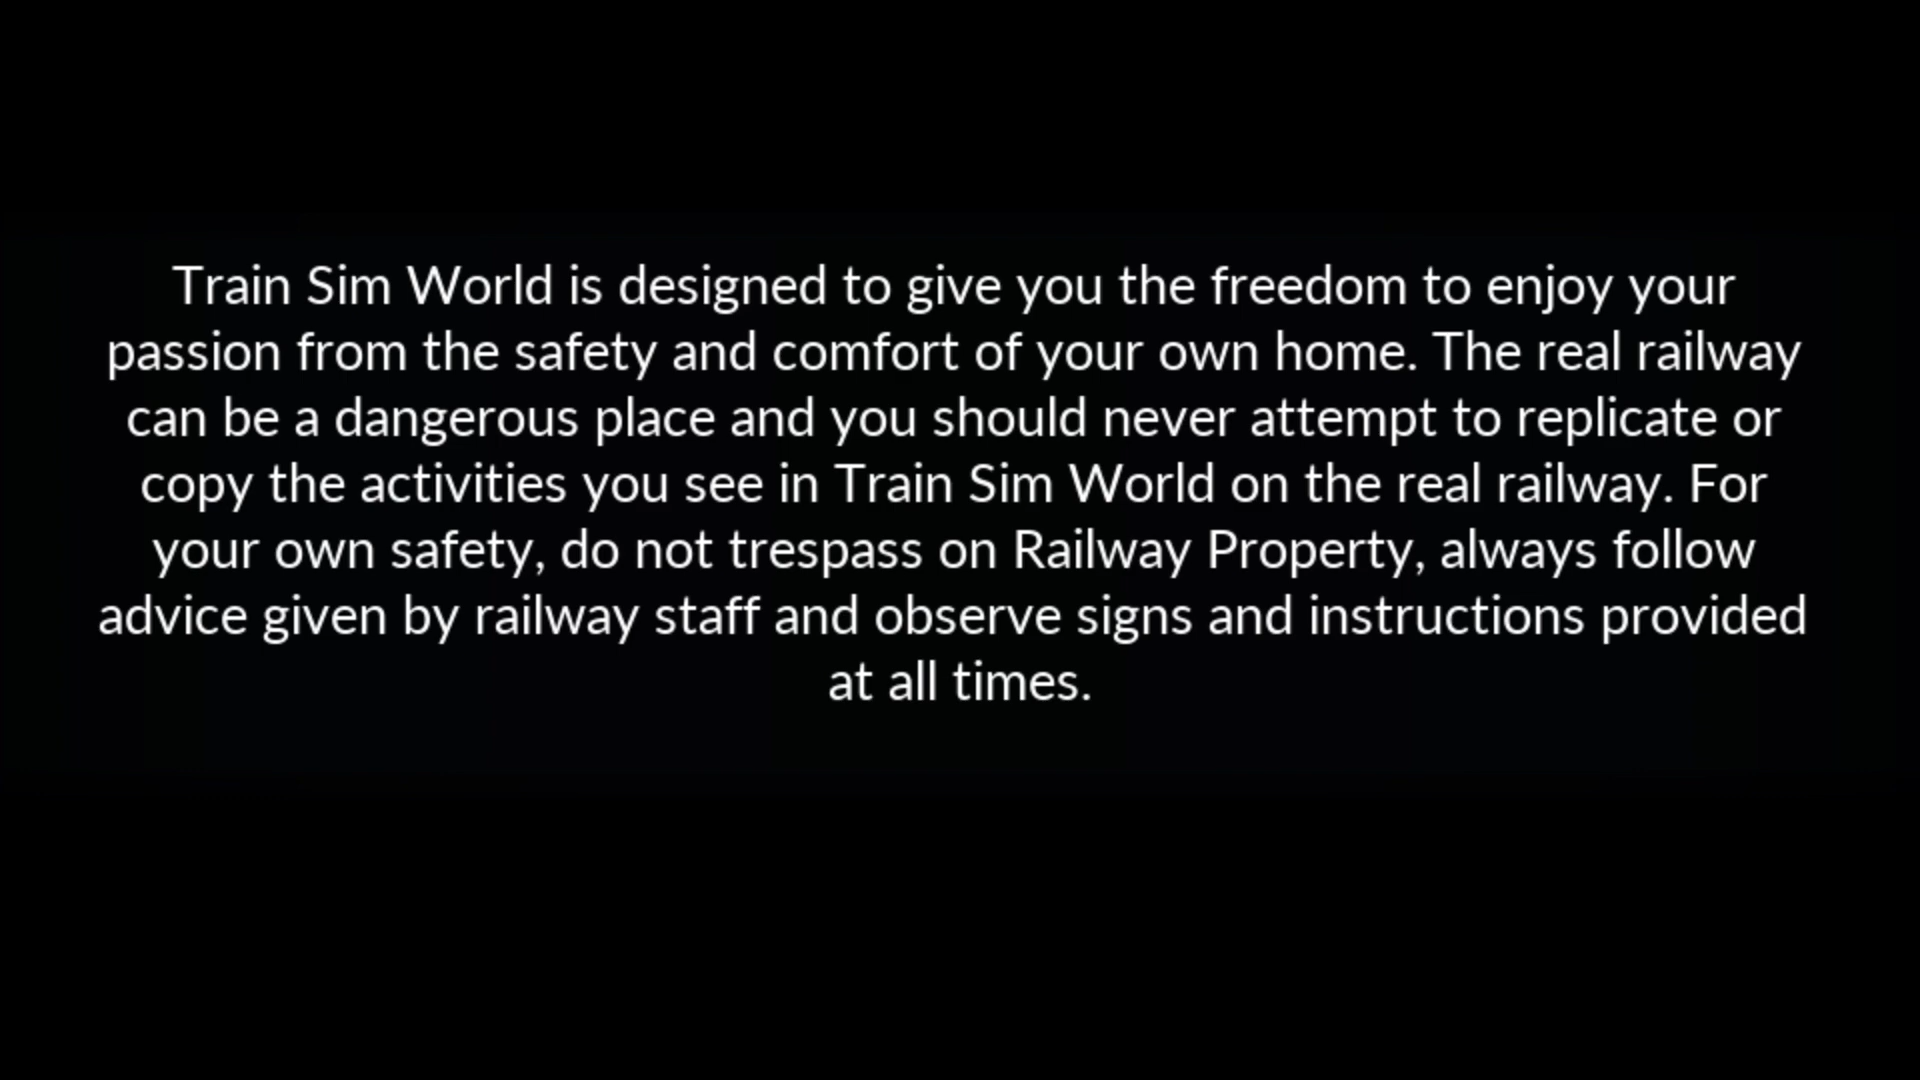 Train Sim World is designed to give you the freedom to enjoy your
passion from the safety and comfort of your own home. The real railway
can be a dangerous place and you should never attempt to replicate or
copy the activities you see in Train Sim World on the real railway. For
your own safety, do not trespass on Railway Property, always follow
advice given by railway staff and observe signs and instructions provided
at all times.